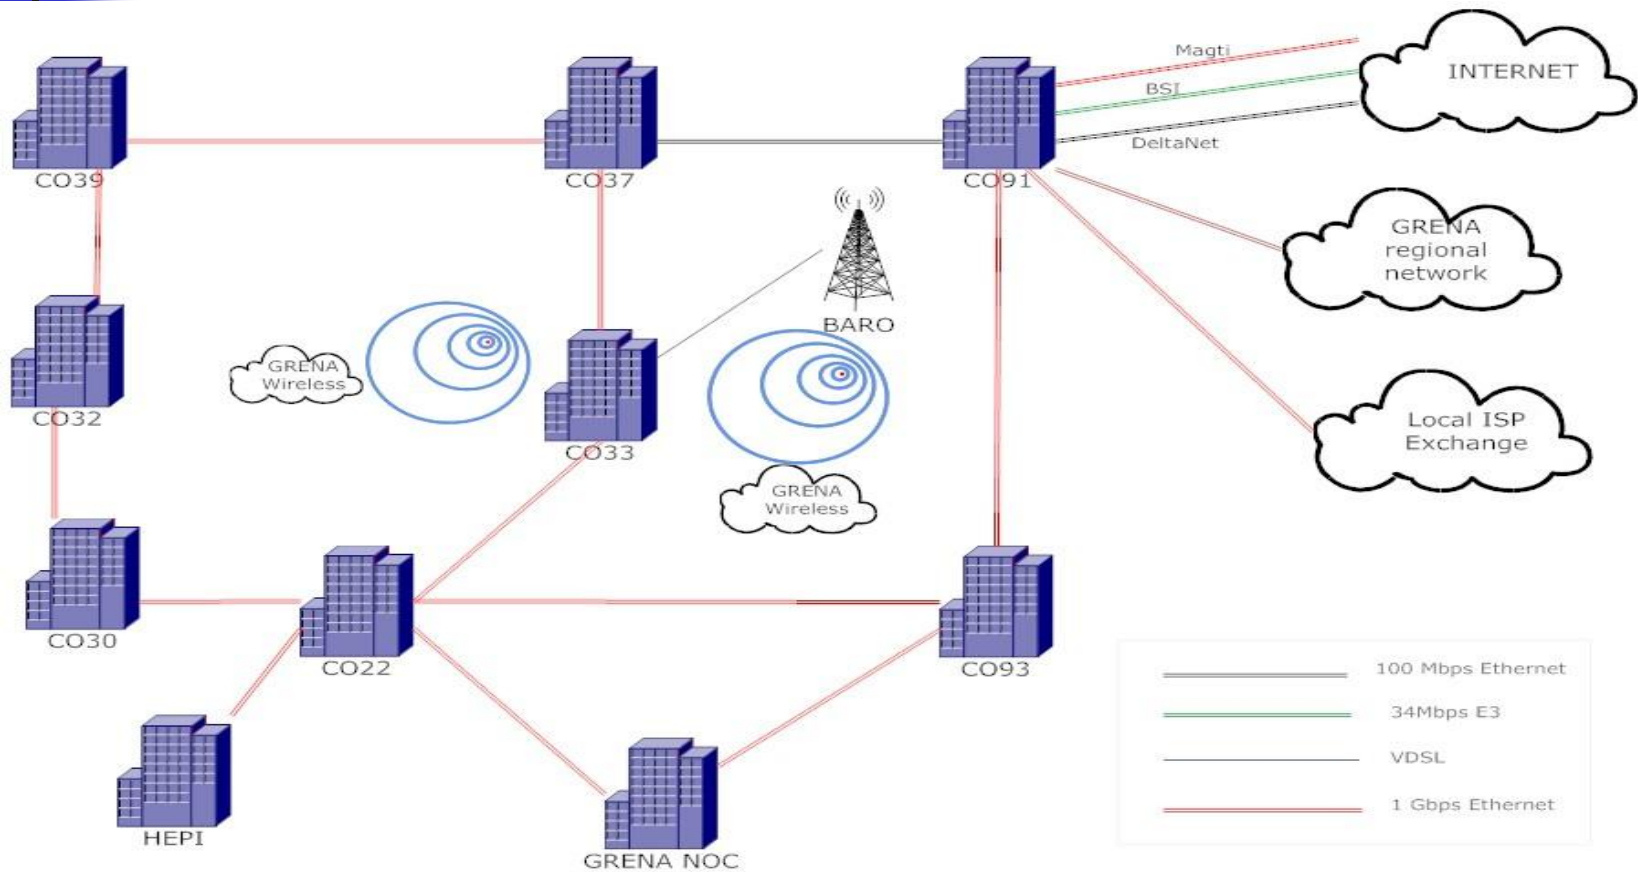 Magti
INTERNET
BSI
DeltaNet
CO39
CO37
CO91
GRENA
regional
network
BARO
GRENA
Wireless
CO32
CO33
Local ISP
Exchange
GRENA
Wireless
CO30
CO22
CO93
100 Mbps Ethernet
34Mbps E3
VDSL
1 Gbps Ethernet
HEPI
GRENA NOC